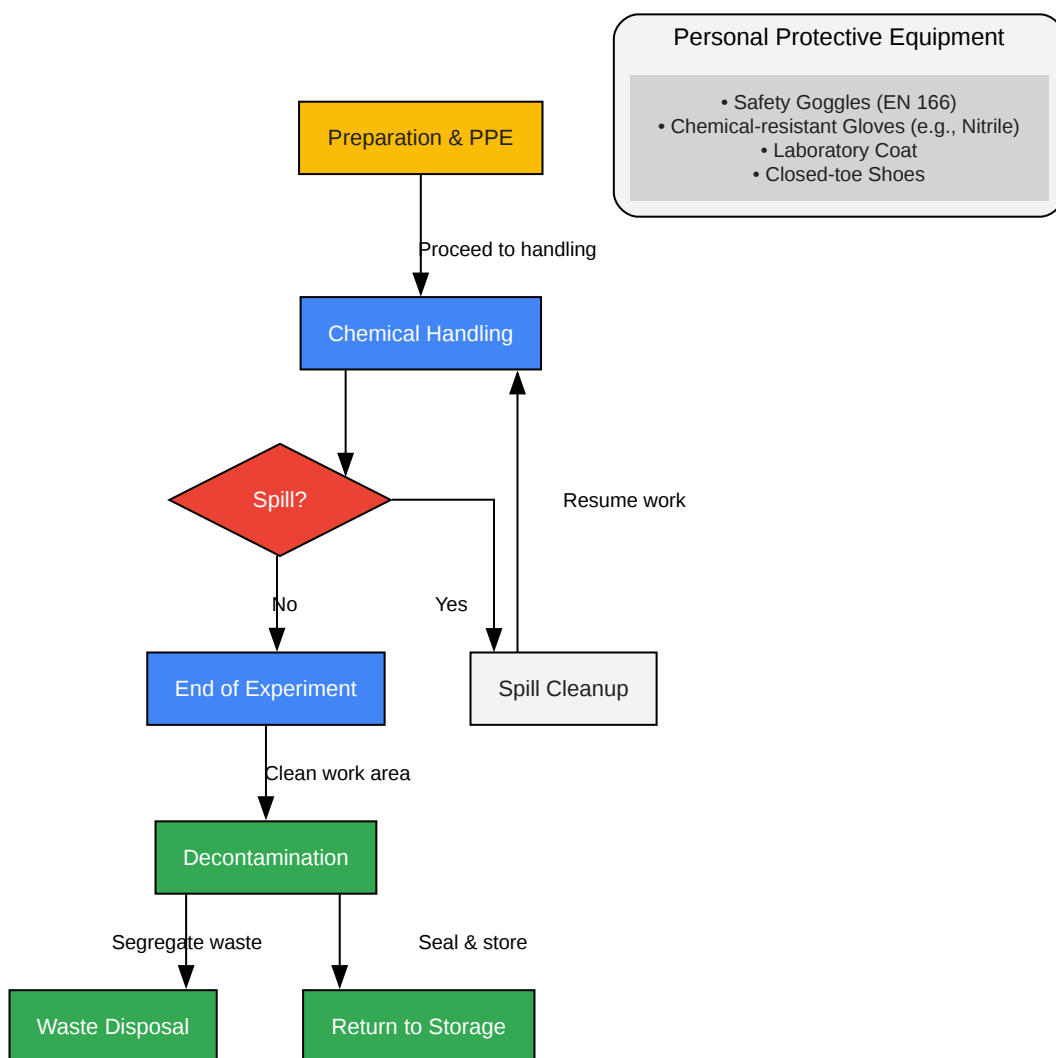 Personal Protective Equipment
• Safety Goggles (EN 166)
• Chemical-resistant Gloves (e.g., Nitrile)
• Laboratory Coat
• Closed-toe Shoes
Preparation & PPE
Proceed to handling
Chemical Handling
Spill?
Resume work
No
Yes
End of Experiment
Spill Cleanup
Clean work area
Decontamination
Segregate waste
Seal & store
Waste Disposal
Return to Storage